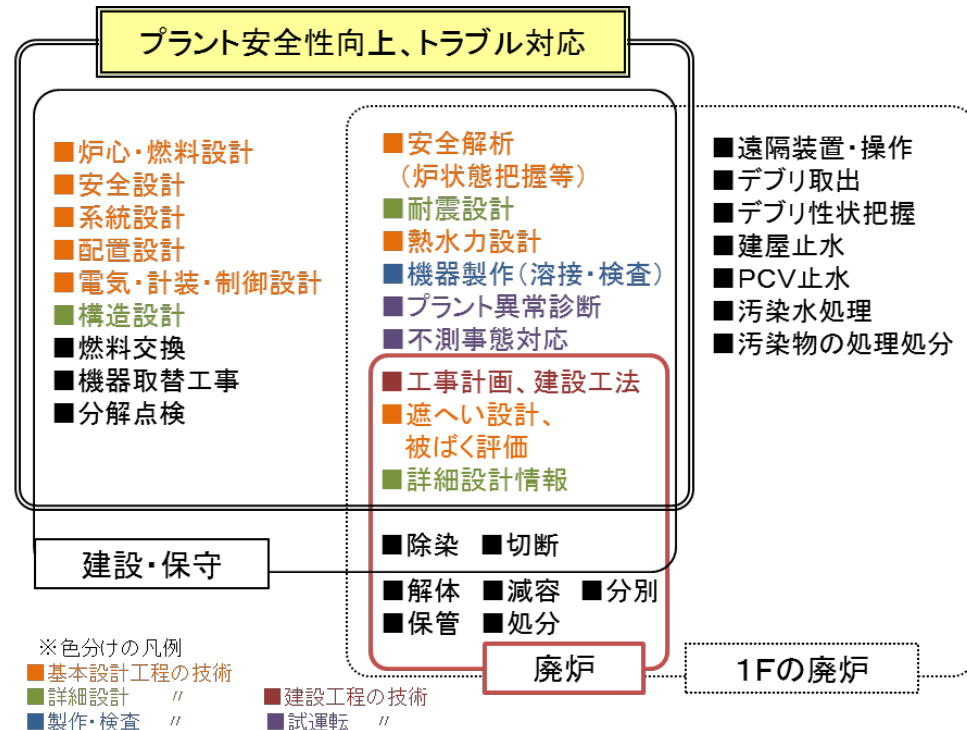 プラント安全性向上、トラブル対応
■炉心・燃料設計
■安全設計
■系統設計
■配置設計
■電気・計装・制御設計
■構造設計
■燃料交換
■機器取替工事
■分解点検
■安全解析
（炉状態把握等）
■耐震設計
■熱水力設計
■機器製作（溶接・検査）
■プラント異常診断
■不測事態対応
■工事計画、建設工法
■遮へい設計、
被ばく評価
■詳細設計情報
■除染 ■切断
■解体 ■減容 ■分別
■保管 ■処分
■遠隔装置・操作
■デブリ取出
■デブリ性状把握
■建屋止水
■PCV止水
■汚染水処理
■汚染物の処理処分
建設・保守
廃炉
1Fの廃炉
※色分けの凡例
■基本設計工程の技術
■詳細設計 〃 ■建設工程の技術
■製作・検査 〃 ■試運転 〃